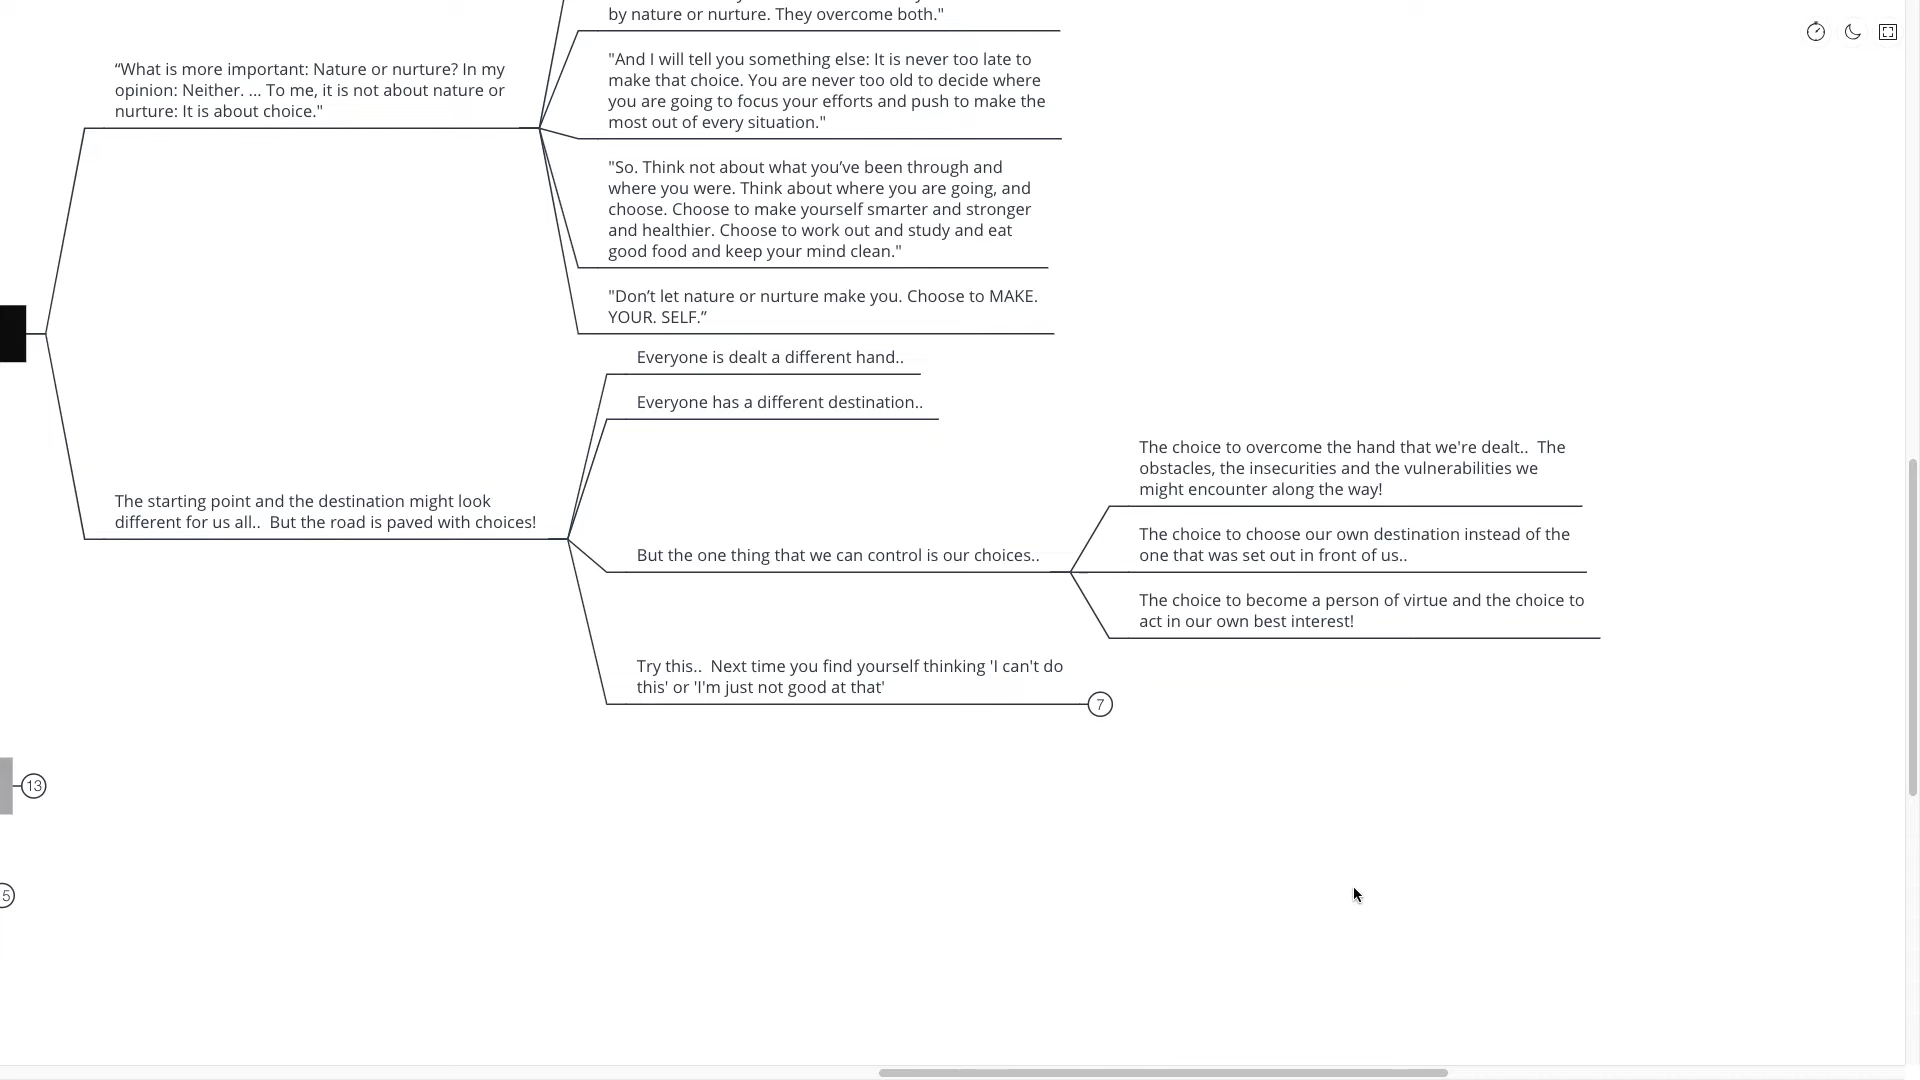 by nature or nurture. They overcome both."
“What is more important: Nature or nurture? In my
opinion: Neither. ... To me, it is not about nature or
nurture: It is about choice."
"And I will tell you something else: It is never too late to
make that choice. You are never too old to decide where
you are going to focus your efforts and push to make the
most out of every situation."
"So. Think not about what you’ve been through and
where you were. Think about where you are going, and
choose. Choose to make yourself smarter and stronger
and healthier. Choose to work out and study and eat
good food and keep your mind clean."
"Don’t let nature or nurture make you. Choose to MAKE.
YOUR. SELF.”
The starting point and the destination might look
different for us all..  But the road is paved with choices!
Everyone is dealt a different hand..
Everyone has a different destination..
But the one thing that we can control is our choices..
The choice to overcome the hand that we're dealt..  The
obstacles, the insecurities and the vulnerabilities we
might encounter along the way!
The choice to choose our own destination instead of the
one that was set out in front of us..
The choice to become a person of virtue and the choice to
act in our own best interest!
Try this..  Next time you find yourself thinking 'I can't do
this' or 'I'm just not good at that'
7
13
5